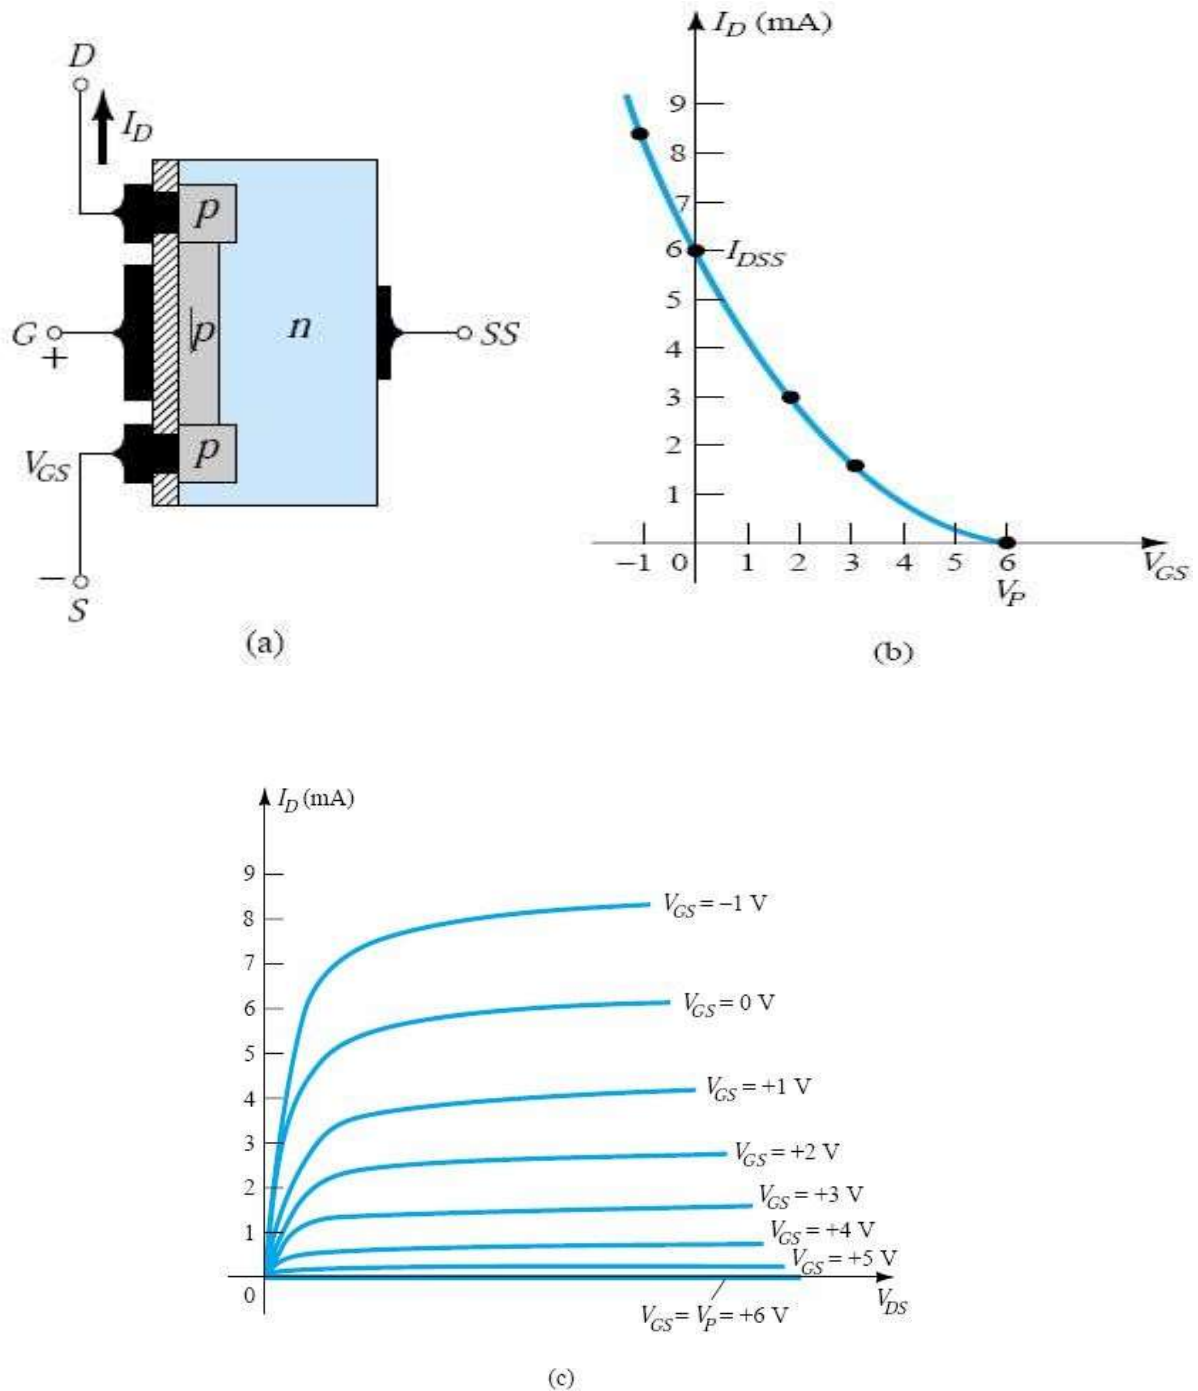 D
I_D
p
G
+
p
n
SS
V_GS
p
−
S
(a)
I_D (mA)
9
8
7
6
I_DSS
5
4
3
2
1
−1 0 1 2 3 4 5 6
V_P
V_GS
(b)
I_D (mA)
9
8
7
6
5
4
3
2
1
0
V_GS = −1 V
V_GS = 0 V
V_GS = +1 V
V_GS = +2 V
V_GS = +3 V
V_GS = +4 V
V_GS = +5 V
V_GS = V_P = +6 V
V_DS
(c)